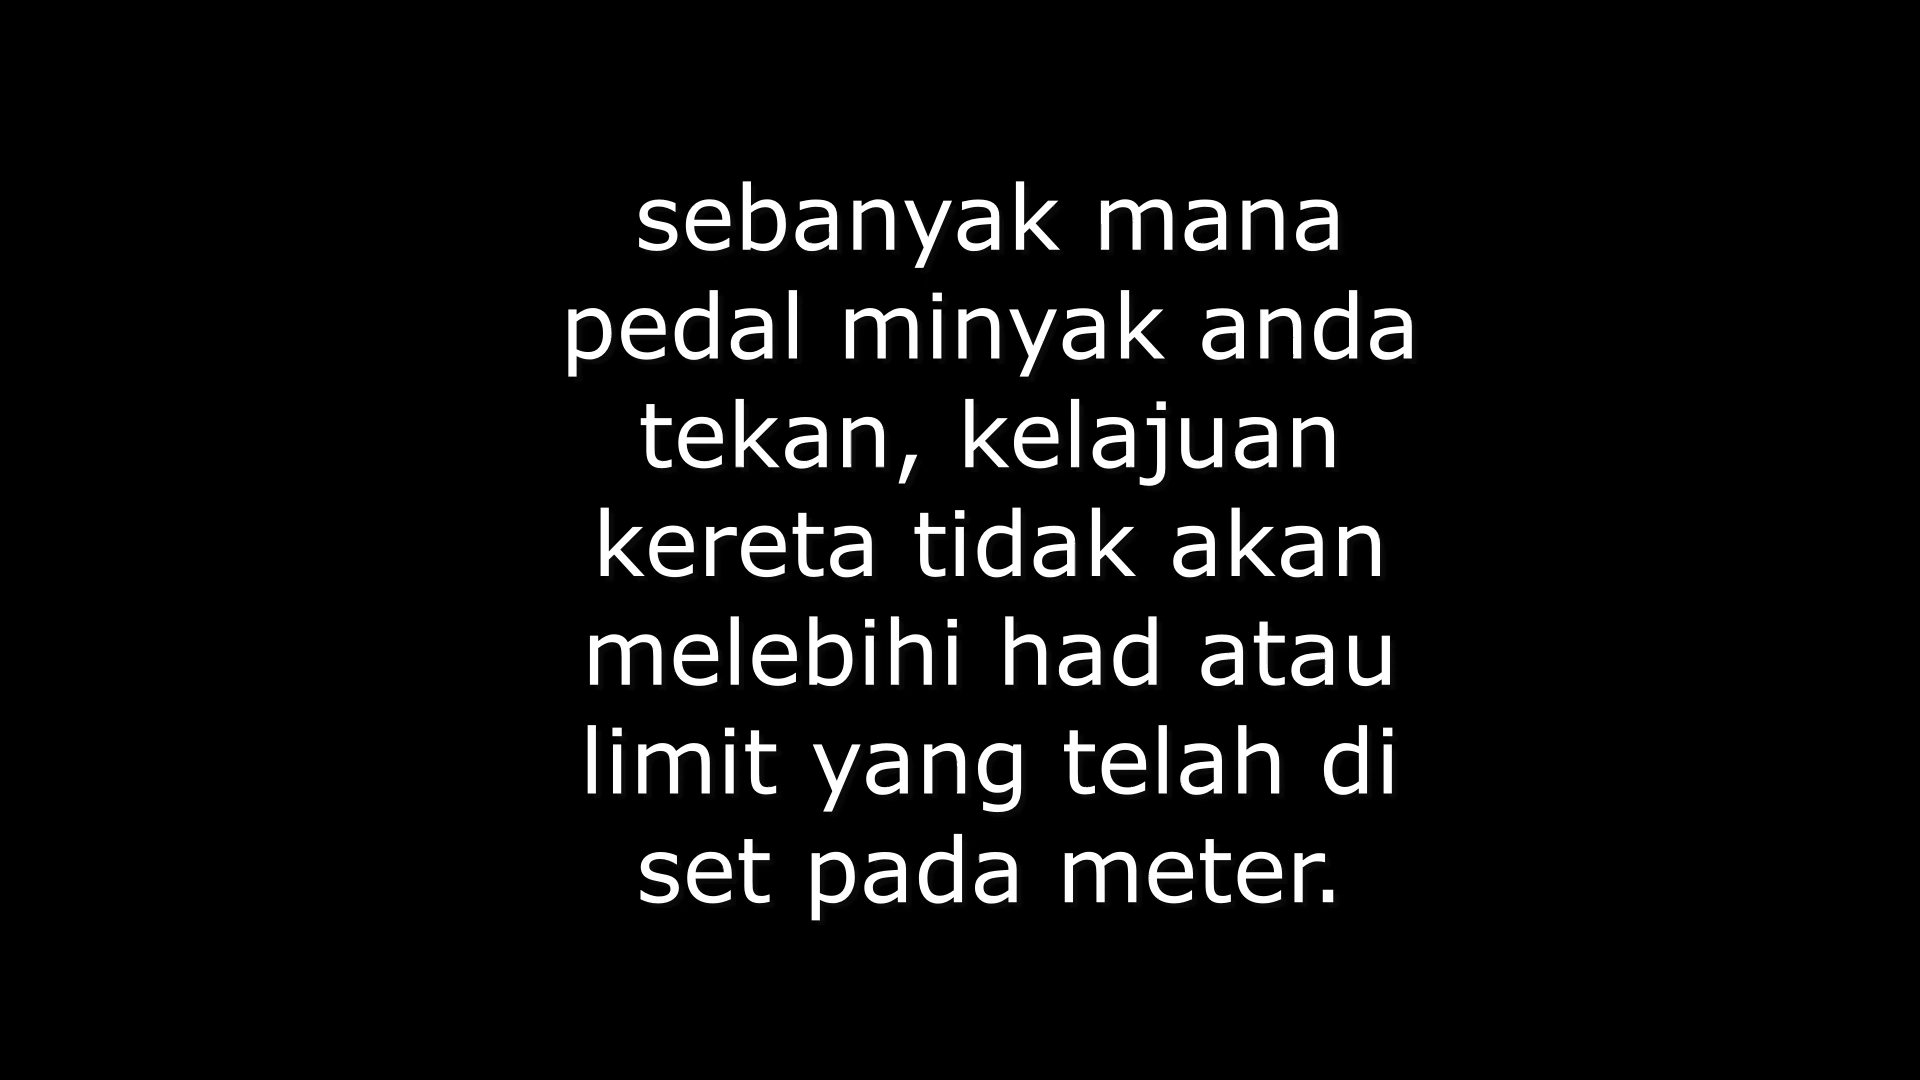 sebanyak mana
pedal minyak anda
tekan, kelajuan
kereta tidak akan
melebihi had atau
limit yang telah di
set pada meter.